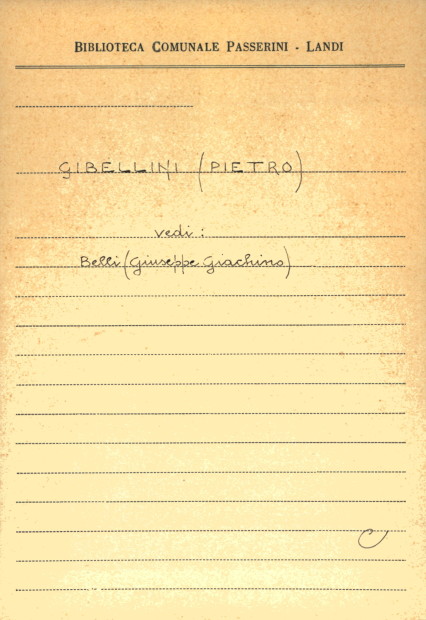 BIBLIOTECA COMUNALE PASSERINI - LANDI
GIBELLINI (PIETRO)
vedi:
Belli (Giuseppe Giachino)